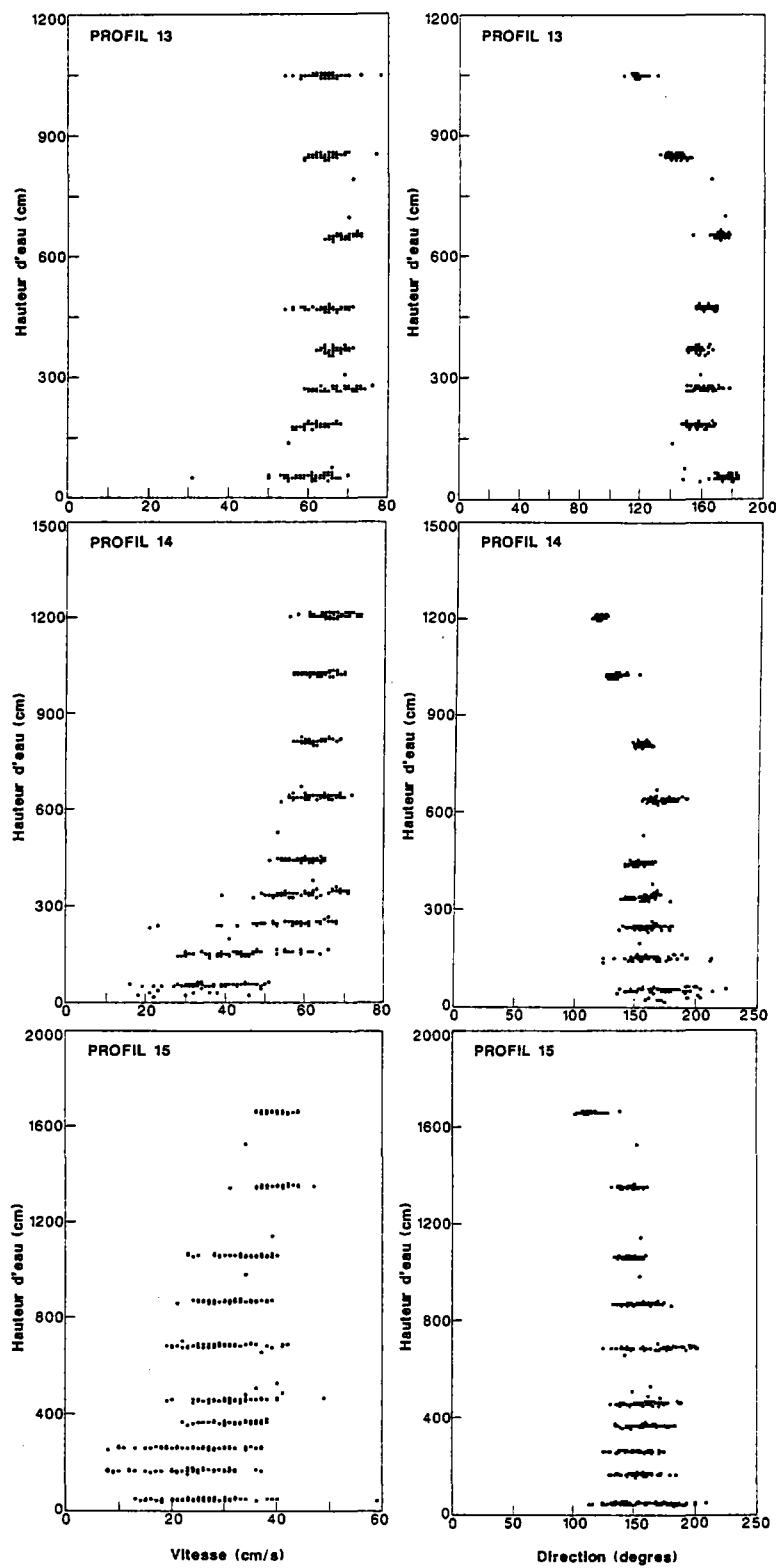 PROFIL 13
1200
900
600
300
0
Hauteur d'eau (cm)
0 20 40 60 80
PROFIL 13
1200
900
600
300
0
Hauteur d'eau (cm)
0 20 40 80 120 160 200
PROFIL 14
1500
1200
900
600
300
0
Hauteur d'eau (cm)
0 20 40 60 80
PROFIL 14
1500
1200
900
600
300
0
Hauteur d'eau (cm)
0 50 100 150 200 250
PROFIL 15
2000
1600
1200
800
400
0
Hauteur d'eau (cm)
0 20 40 60
Vitesse (cm/s)
PROFIL 15
2000
1600
1200
800
400
0
Hauteur d'eau (cm)
0 50 100 150 200 250
Direction (degres)